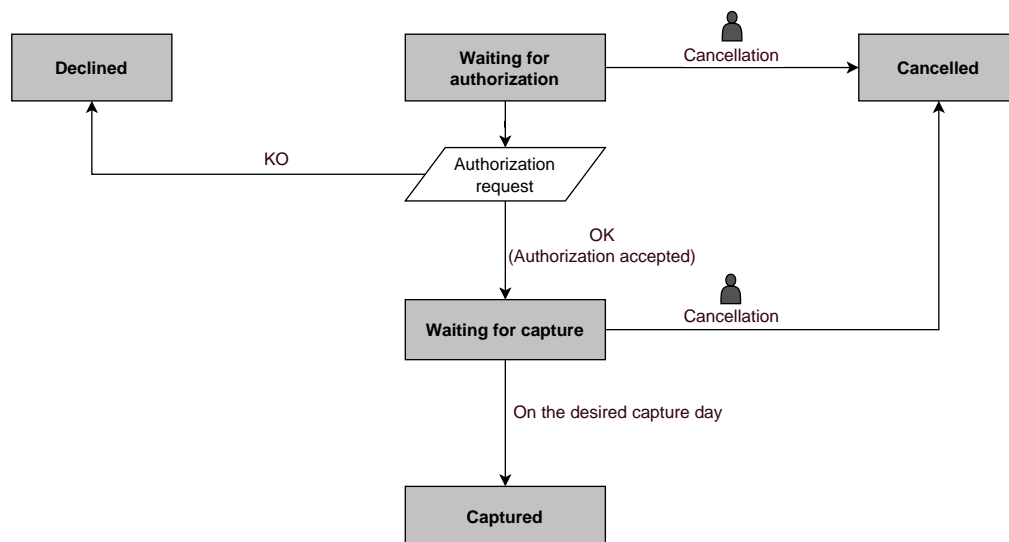 Cancellation
Declined
Waiting for
authorization
Cancelled
KO
Authorization
request
OK
(Authorization accepted)
Waiting for capture
Cancellation
On the desired capture day
Captured